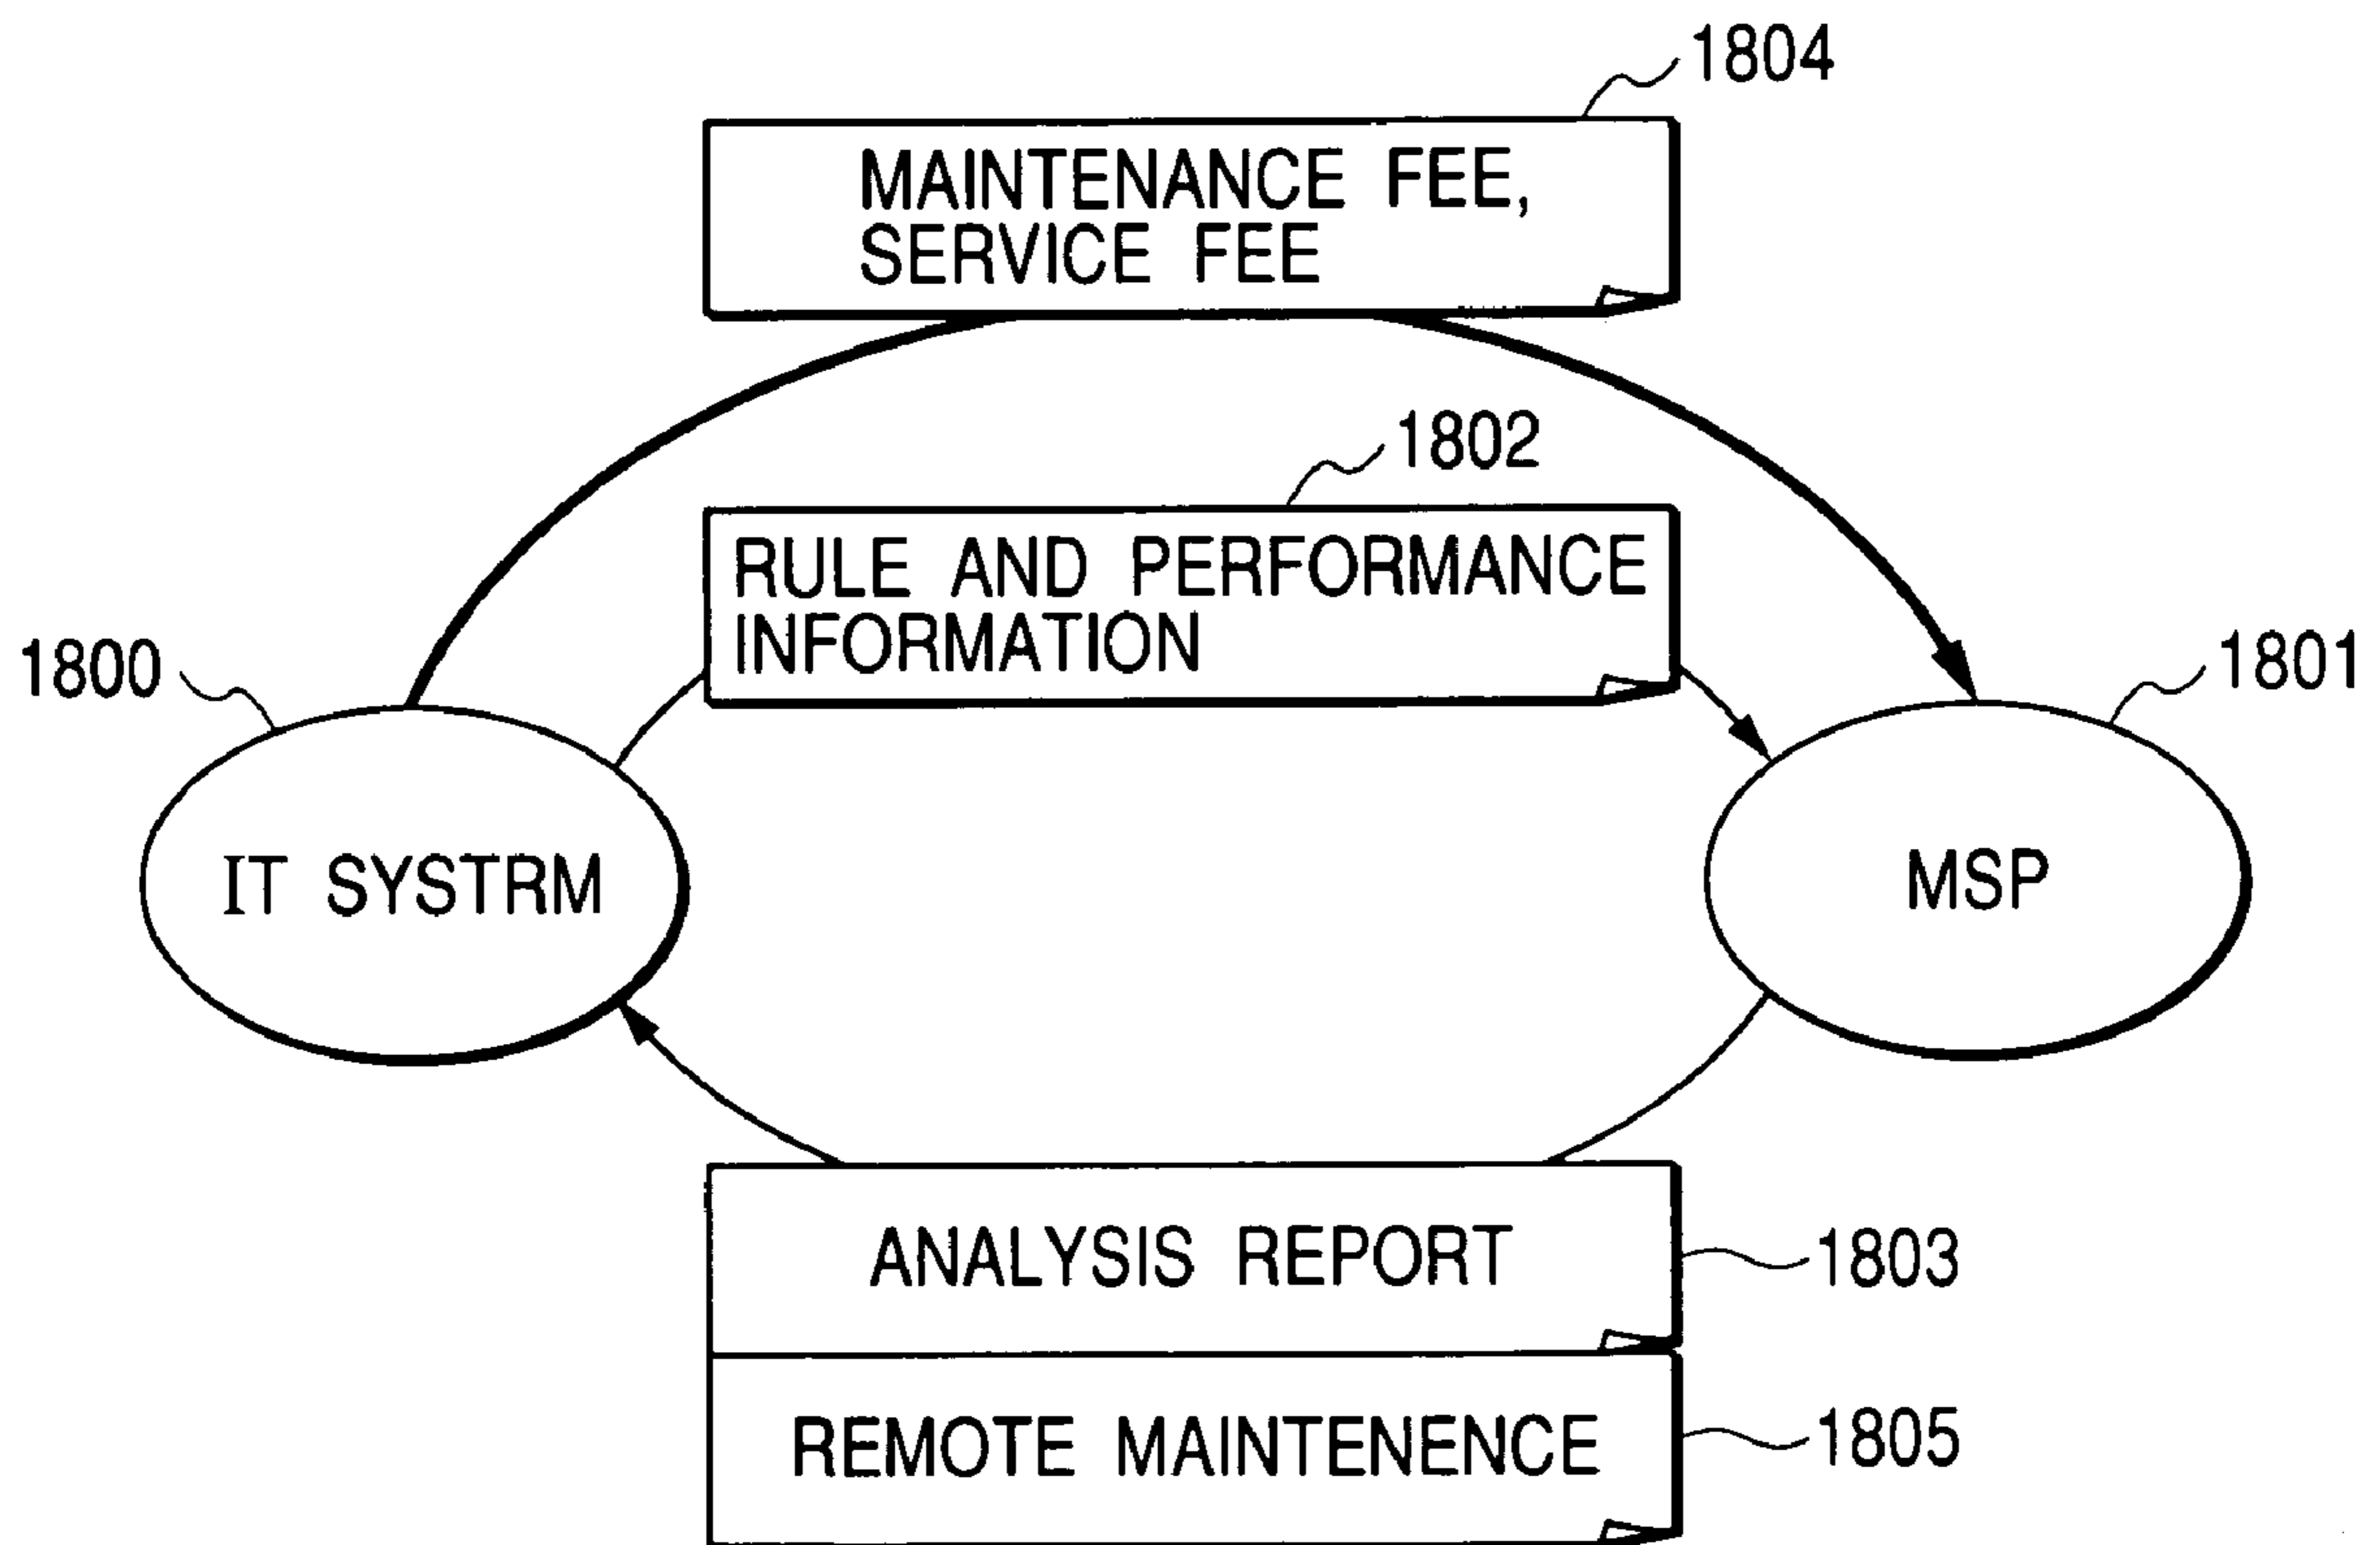 1804
MAINTENANCE FEE,
SERVICE FEE
1802
RULE AND PERFORMANCE
INFORMATION
1800
1801
IT SYSTRM
MSP
ANALYSIS REPORT
1803
REMOTE MAINTENENCE
1805